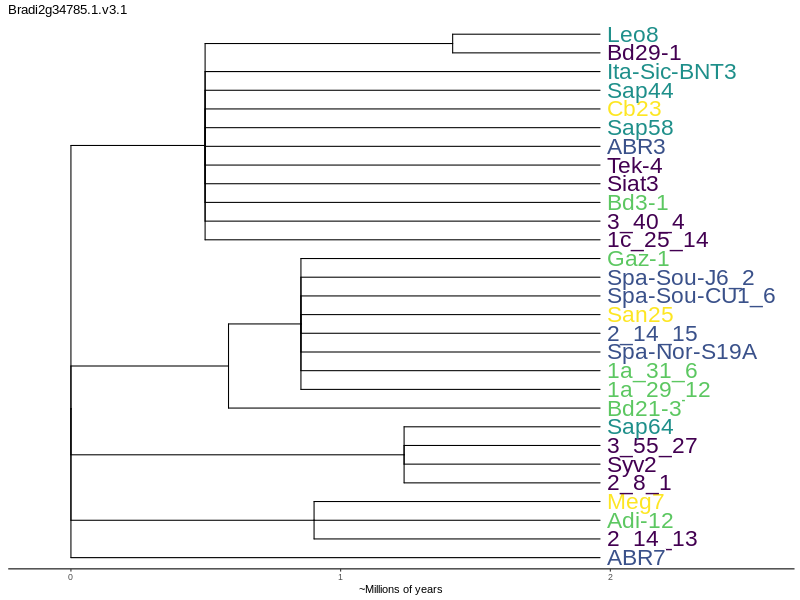 Bradi2g34785.1.v3.1
Leo8
Bd29-1
Ita-Sic-BNT3
Sap44
Cb23
Sap58
ABR3
Tek-4
Siat3
Bd3-1
3_40_4
1c_25_14
Gaz-1
Spa-Sou-J6_2
Spa-Sou-CU1_6
San25
2_14_15
Spa-Nor-S19A
1a_31_6
1a_29_12
Bd21-3
Sap64
3_55_27
Syv2
2_8_1
Meg7
Adi-12
2_14_13
ABR7
0 1 2
~Millions of years